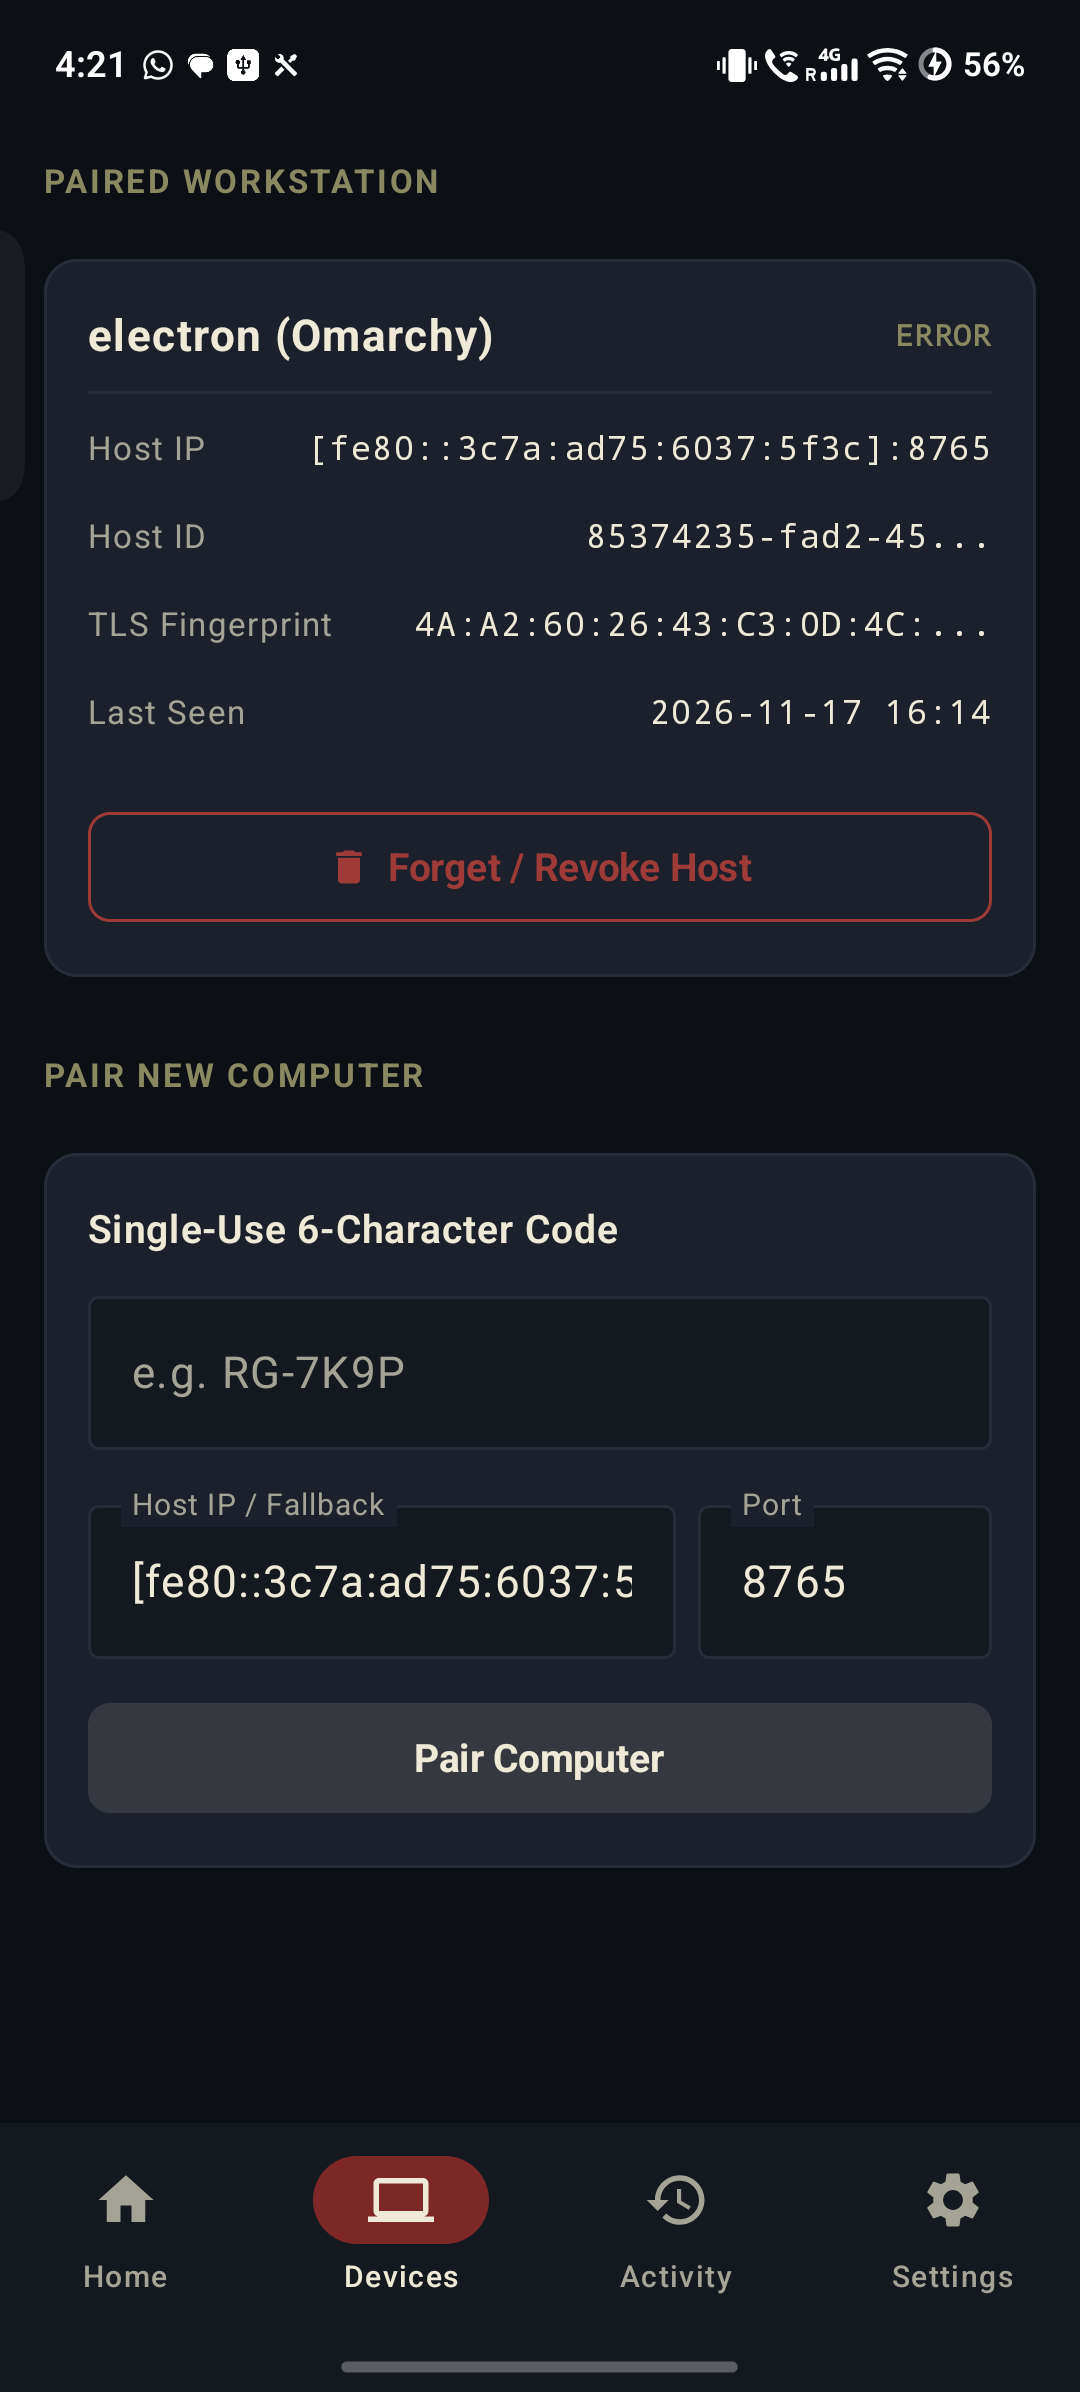 4:21
4G
R
56%
PAIRED WORKSTATION
electron (Omarchy)
ERROR
Host IP
[fe80::3c7a:ad75:6037:5f3c]:8765
Host ID
85374235-fad2-45...
TLS Fingerprint
4A:A2:60:26:43:C3:0D:4C:...
Last Seen
2026-11-17 16:14
Forget / Revoke Host
PAIR NEW COMPUTER
Single-Use 6-Character Code
e.g. RG-7K9P
Host IP / Fallback
Port
[fe80::3c7a:ad75:6037:5
8765
Pair Computer
Home
Devices
Activity
Settings